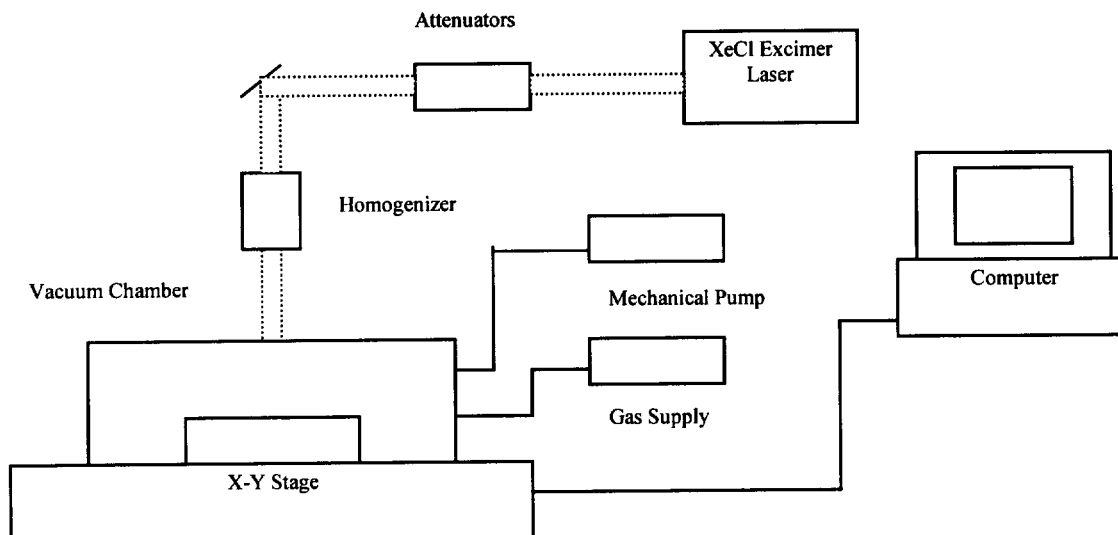 Attenuators
XeCl Excimer
Laser
Homogenizer
Vacuum Chamber
Mechanical Pump
Computer
Gas Supply
X-Y Stage